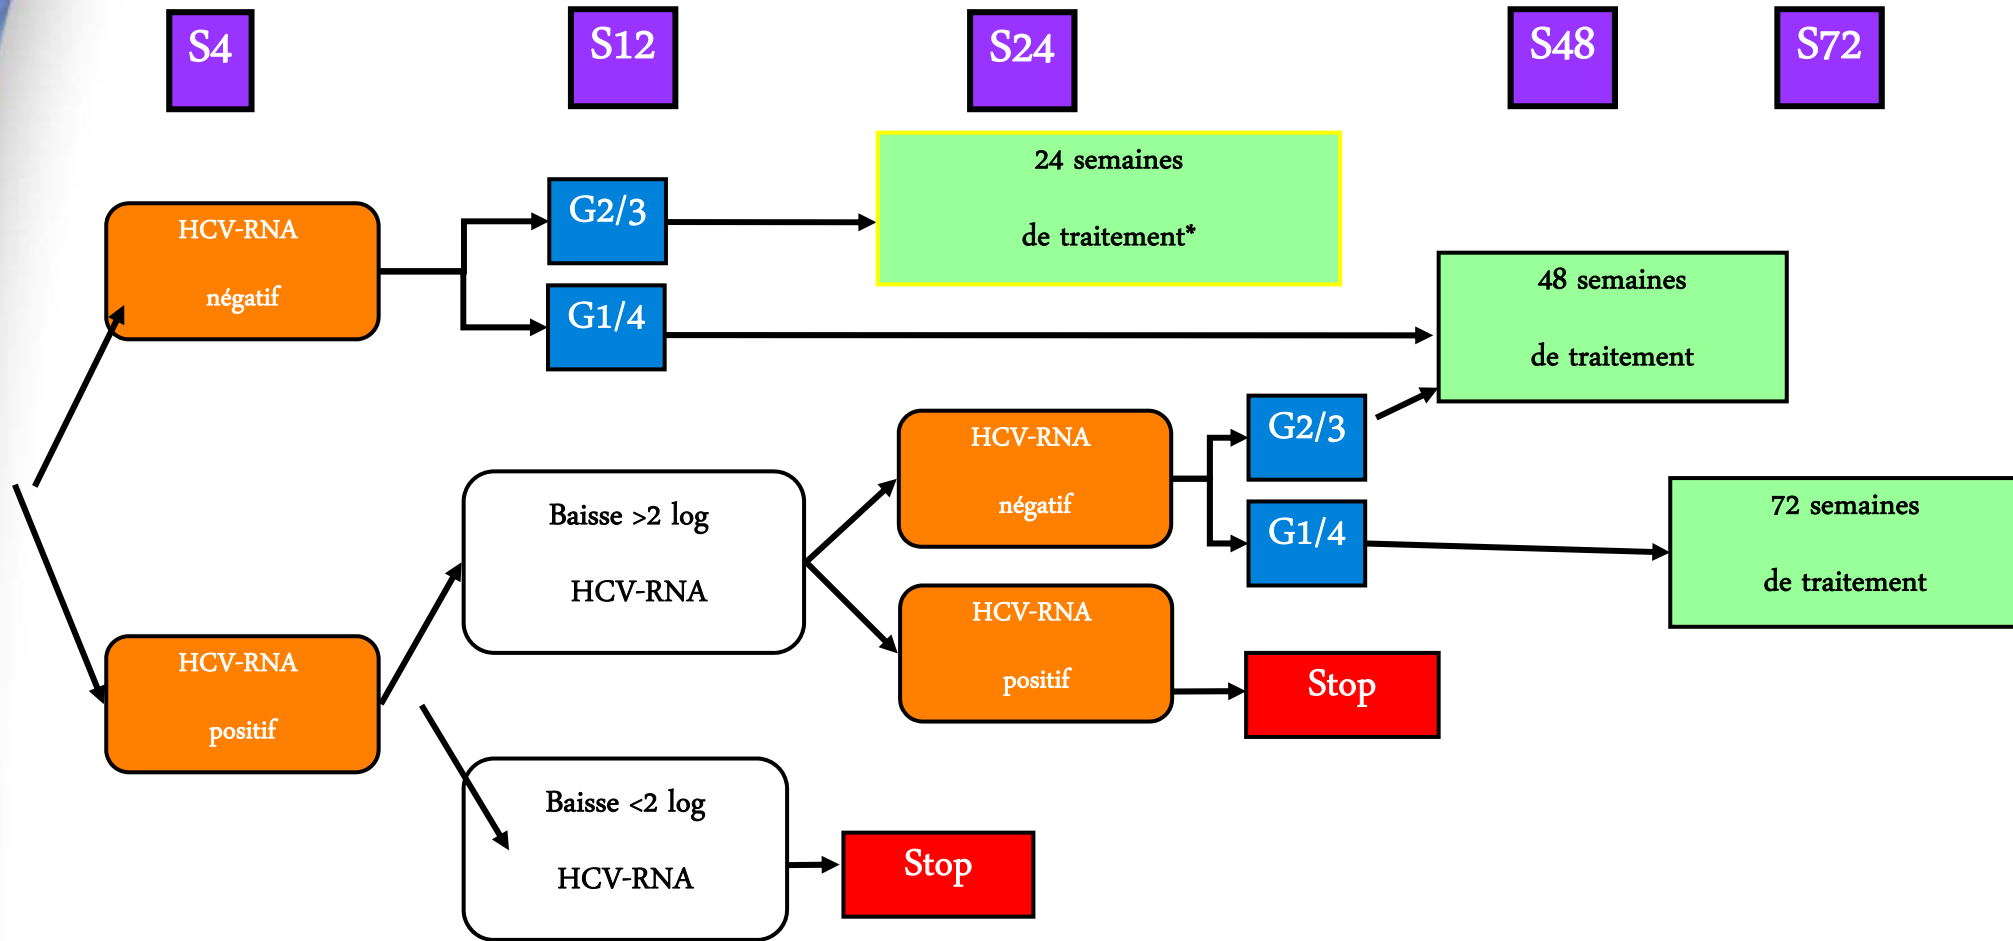 S4
S12
S24
S48
S72
24 semaines
de traitement*
HCV-RNA
négatif
G2/3
G1/4
48 semaines
de traitement
HCV-RNA
négatif
G2/3
G1/4
Baisse >2 log
HCV-RNA
72 semaines
de traitement
HCV-RNA
positif
HCV-RNA
positif
Stop
Baisse <2 log
HCV-RNA
Stop